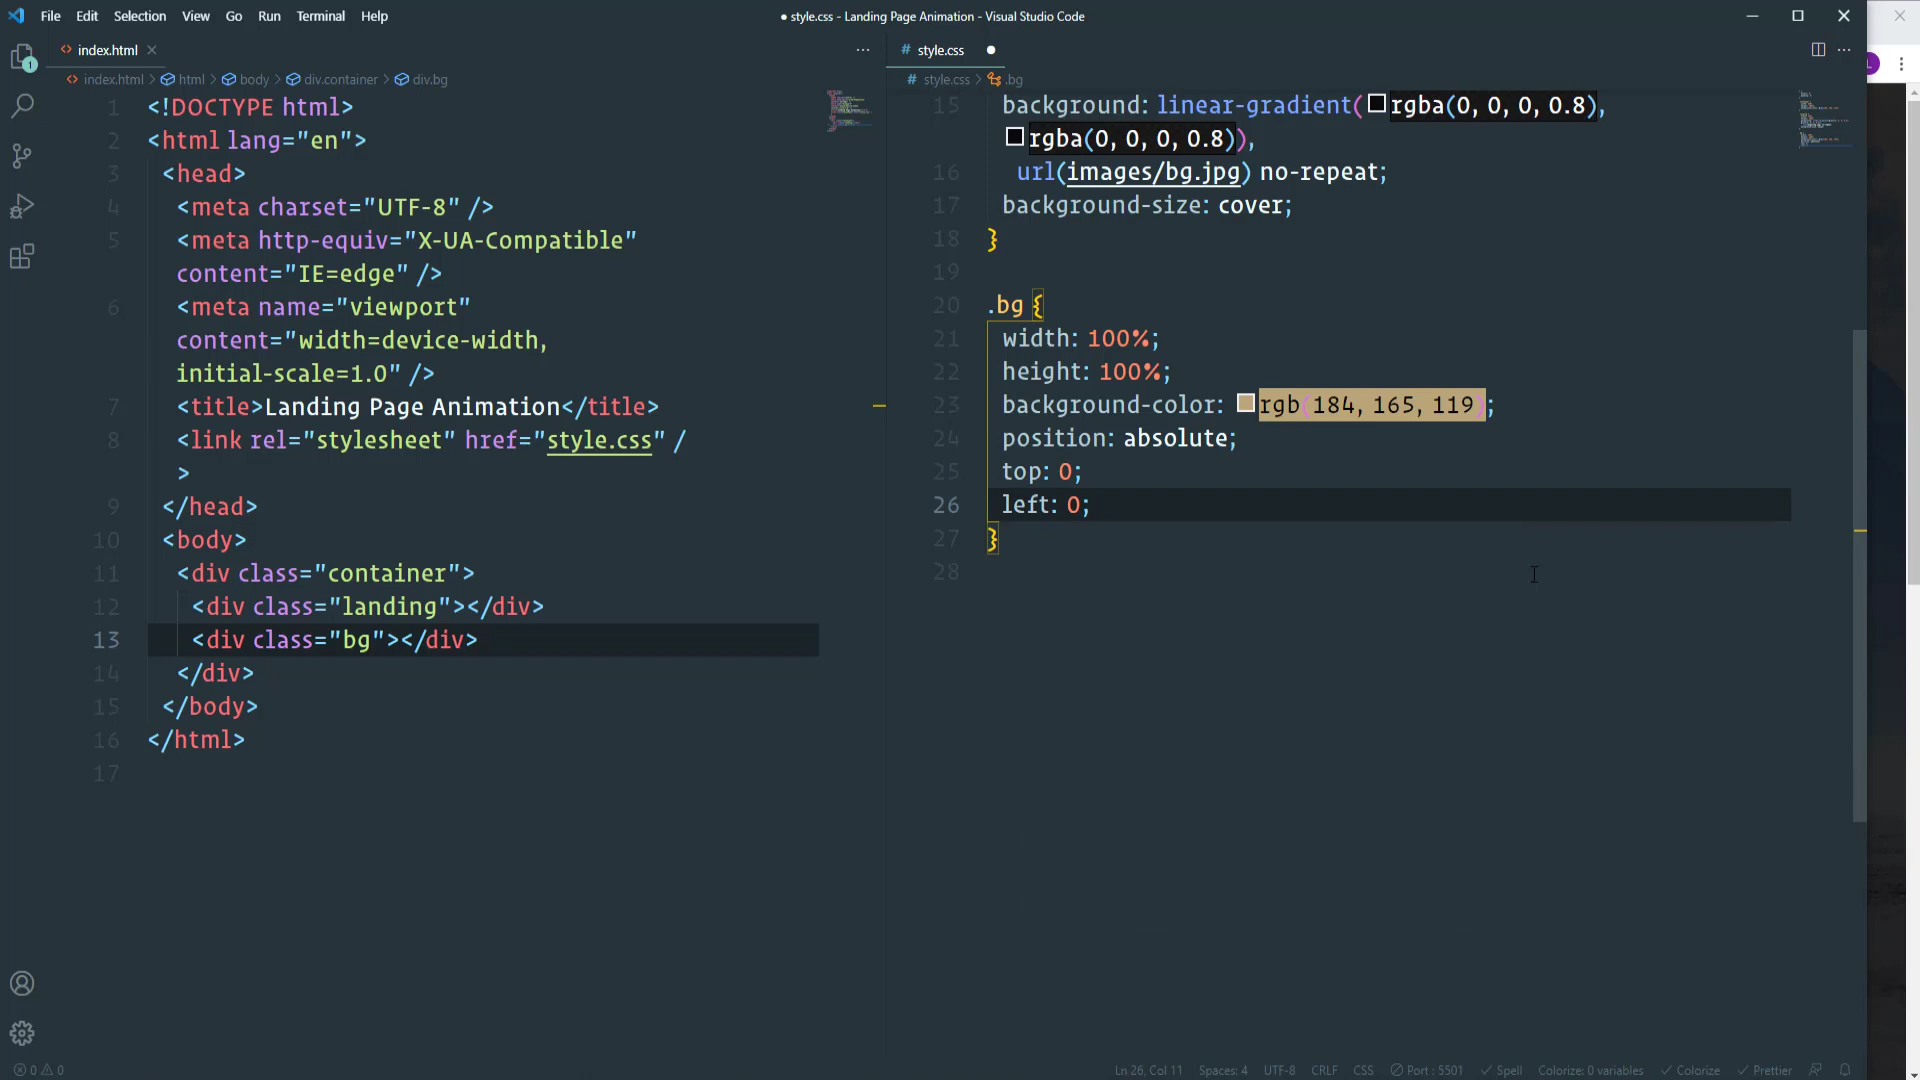 File Edit Selection View Go Run Terminal Help
● style.css - Landing Page Animation - Visual Studio Code
index.html
index.html > html > body > div.container > div.bg
1 <!DOCTYPE html>
2 <html lang="en">
3 <head>
4 <meta charset="UTF-8" />
5 <meta http-equiv="X-UA-Compatible"
content="IE=edge" />
6 <meta name="viewport"
content="width=device-width,
initial-scale=1.0" />
7 <title>Landing Page Animation</title>
8 <link rel="stylesheet" href="style.css" /
>
9 </head>
10 <body>
11 <div class="container">
12 <div class="landing"></div>
13 <div class="bg"></div>
14 </div>
15 </body>
16 </html>
17
# style.css ●
# style.css > .bg
15 background: linear-gradient(rgba(0, 0, 0, 0.8),
rgba(0, 0, 0, 0.8)),
16 url(images/bg.jpg) no-repeat;
17 background-size: cover;
18 }
19
20 .bg {
21 width: 100%;
22 height: 100%;
23 background-color: rgb(184, 165, 119);
24 position: absolute;
25 top: 0;
26 left: 0;
27 }
28
1
0 0
Ln 26, Col 11 Spaces: 4 UTF-8 CRLF CSS Port : 5501 Spell Colorize: 0 variables Colorize Prettier